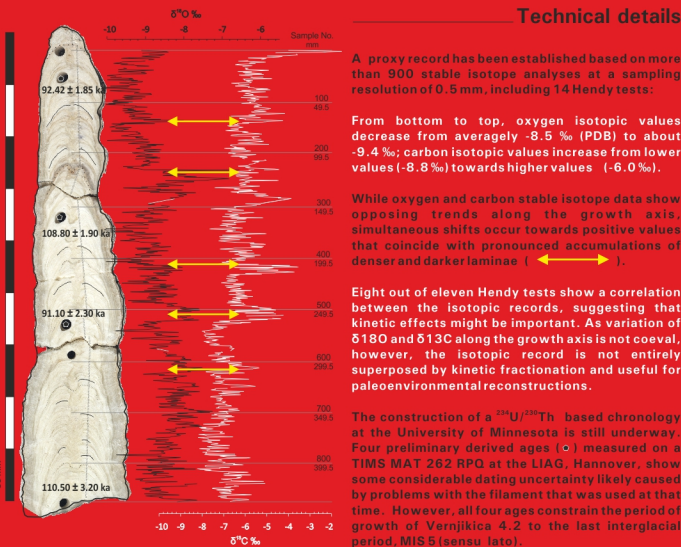 Technical details
δ¹⁸O ‰
-10 -9 -8 -7 -6
Sample No.
mm
92.42 ± 1.85 ka
100
49.5
200
99.5
300
149.5
108.80 ± 1.90 ka
400
199.5
91.10 ± 2.30 ka
500
249.5
600
299.5
700
349.5
800
399.5
110.50 ± 3.20 ka
-10 -9 -8 -7 -6 -5 -4 -3 -2
δ¹³C ‰
A proxy record has been established based on more
than 900 stable isotope analyses at a sampling
resolution of 0.5 mm, including 14 Hendy tests:
From bottom to top, oxygen isotopic values
decrease from averagely -8.5 ‰ (PDB) to about
-9.4 ‰; carbon isotopic values increase from lower
values (-8.8‰) towards higher values (-6.0‰).
While oxygen and carbon stable isotope data show
opposing trends along the growth axis,
simultaneous shifts occur towards positive values
that coincide with pronounced accumulations of
denser and darker laminae ( ).
Eight out of eleven Hendy tests show a correlation
between the isotopic records, suggesting that
kinetic effects might be important. As variation of
δ18O and δ13C along the growth axis is not coeval,
however, the isotopic record is not entirely
superposed by kinetic fractionation and useful for
paleoenvironmental reconstructions.
The construction of a ²³⁴U/²³⁰Th based chronology
at the University of Minnesota is still underway.
Four preliminary derived ages ( ) measured on a
TIMS MAT 262 RPQ at the LIAG, Hannover, show
some considerable dating uncertainty likely caused
by problems with the filament that was used at that
time. However, all four ages constrain the period of
growth of Vernjikica 4.2 to the last interglacial
period, MIS 5 (sensu lato).